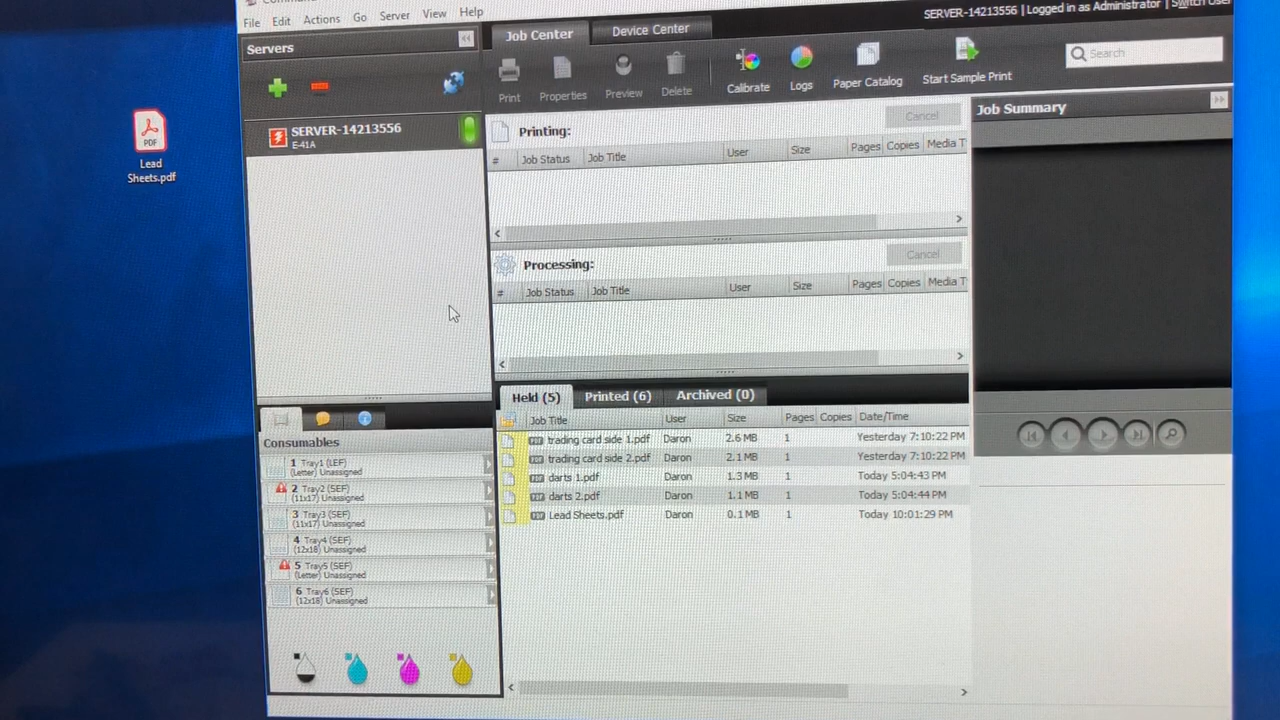 File Edit Actions Go Server View Help
SERVER-14213556 | Logged in as Administrator | Switch User
Servers
Job Center
Device Center
Print
Properties
Preview
Delete
Calibrate
Logs
Paper Catalog
Start Sample Print
Search
PDF
Lead
Sheets.pdf
SERVER-14213556
E-41A
Printing:
Cancel
# Job Status Job Title User Size Pages Copies Media T
Processing:
Cancel
# Job Status Job Title User Size Pages Copies Media T
Job Summary
Held (5) Printed (6) Archived (0)
Job Title User Size Pages Copies Date/Time
PDF trading card side 1.pdf Daron 2.6 MB 1 Yesterday 7:10:22 PM
PDF trading card side 2.pdf Daron 2.1 MB 1 Yesterday 7:10:22 PM
PDF darts 1.pdf Daron 1.3 MB 1 Today 5:04:43 PM
PDF darts 2.pdf Daron 1.1 MB 1 Today 5:04:44 PM
PDF Lead Sheets.pdf Daron 0.1 MB 1 Today 10:01:29 PM
Consumables
1 Tray1 (LEF)
(Letter) Unassigned
2 Tray2 (SEF)
(11x17) Unassigned
3 Tray3 (SEF)
(11x17) Unassigned
4 Tray4 (SEF)
(12x18) Unassigned
5 Tray5 (SEF)
(Letter) Unassigned
6 Tray6 (SEF)
(12x18) Unassigned